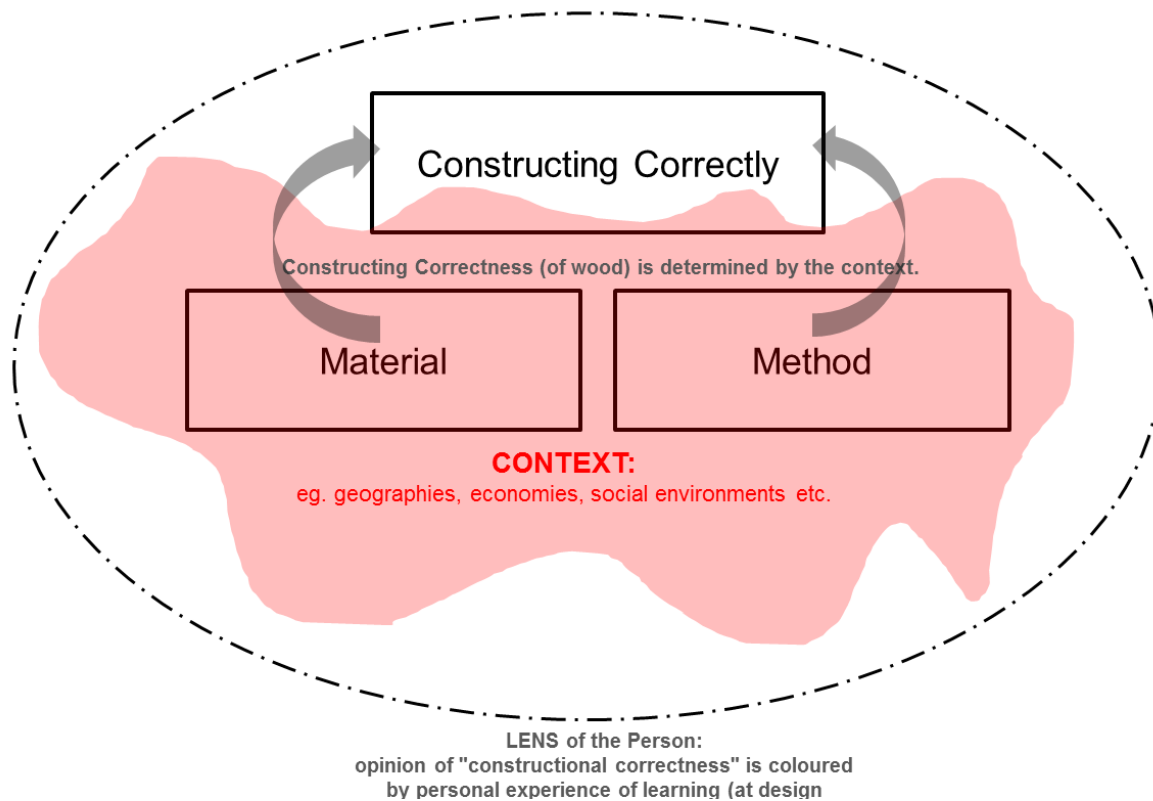 Constructing Correctly
Constructing Correctness (of wood) is determined by the context.
Material
Method
CONTEXT:
eg. geographies, economies, social environments etc.
LENS of the Person:
opinion of "constructional correctness" is coloured
by personal experience of learning (at design